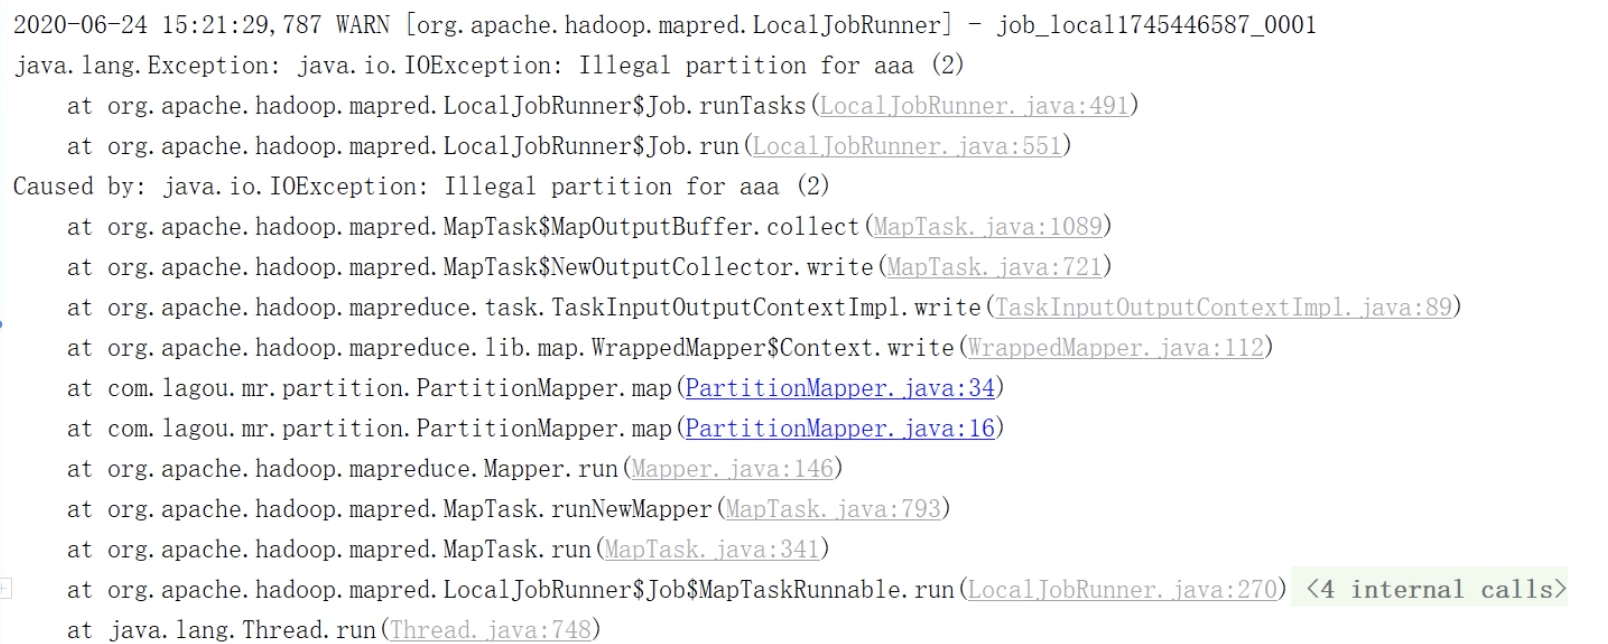 2020-06-24 15:21:29,787 WARN [org.apache.hadoop.mapred.LocalJobRunner] - job_local1745446587_0001
java.lang.Exception: java.io.IOException: Illegal partition for aaa (2)
at org.apache.hadoop.mapred.LocalJobRunner$Job.runTasks(LocalJobRunner.java:491)
at org.apache.hadoop.mapred.LocalJobRunner$Job.run(LocalJobRunner.java:551)
Caused by: java.io.IOException: Illegal partition for aaa (2)
at org.apache.hadoop.mapred.MapTask$MapOutputBuffer.collect(MapTask.java:1089)
at org.apache.hadoop.mapred.MapTask$NewOutputCollector.write(MapTask.java:721)
at org.apache.hadoop.mapreduce.task.TaskInputOutputContextImpl.write(TaskInputOutputContextImpl.java:89)
at org.apache.hadoop.mapreduce.lib.map.WrappedMapper$Context.write(WrappedMapper.java:112)
at com.lagou.mr.partition.PartitionMapper.map(PartitionMapper.java:34)
at com.lagou.mr.partition.PartitionMapper.map(PartitionMapper.java:16)
at org.apache.hadoop.mapreduce.Mapper.run(Mapper.java:146)
at org.apache.hadoop.mapred.MapTask.runNewMapper(MapTask.java:793)
at org.apache.hadoop.mapred.MapTask.run(MapTask.java:341)
at org.apache.hadoop.mapred.LocalJobRunner$Job$MapTaskRunnable.run(LocalJobRunner.java:270) <4 internal calls>
at java.lang.Thread.run(Thread.java:748)